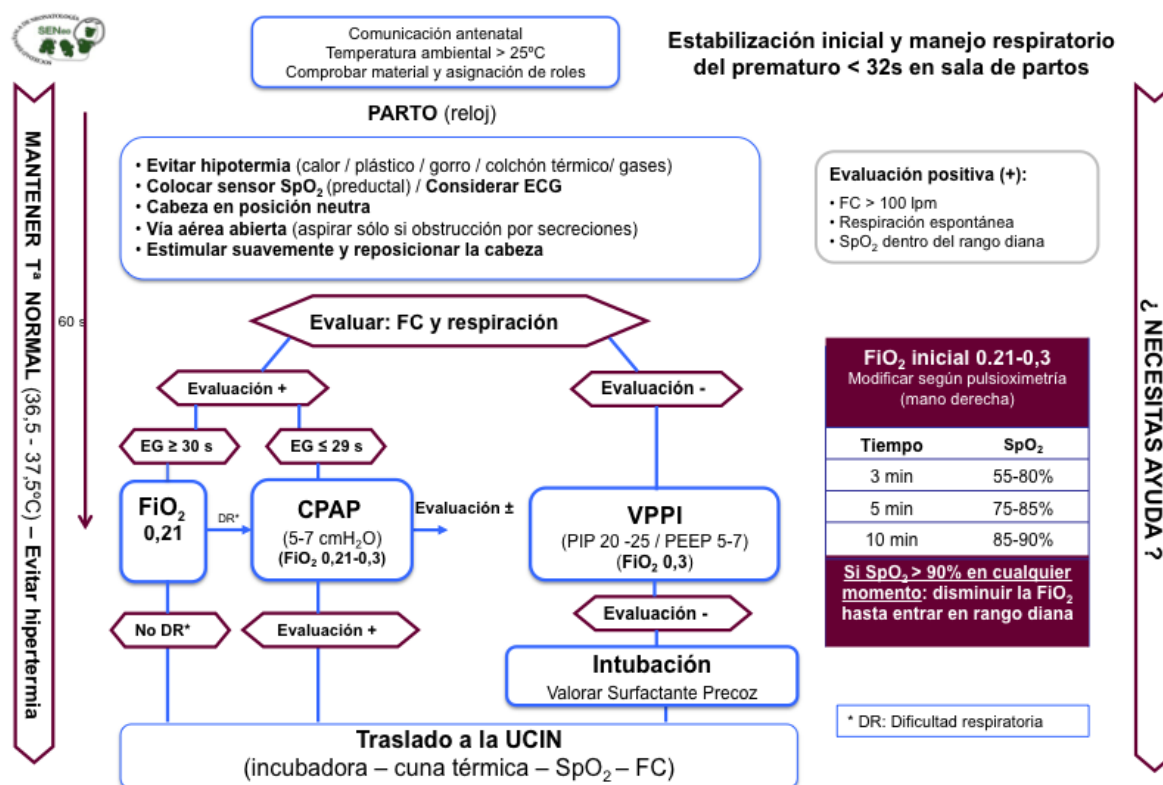 SENeo
Comunicación antenatal
Temperatura ambiental > 25ºC
Comprobar material y asignación de roles
Estabilización inicial y manejo respiratorio
del prematuro < 32s en sala de partos
PARTO (reloj)
• Evitar hipotermia (calor / plástico / gorro / colchón térmico/ gases)
• Colocar sensor SpO₂ (preductal) / Considerar ECG
• Cabeza en posición neutra
• Vía aérea abierta (aspirar sólo si obstrucción por secreciones)
• Estimular suavemente y reposicionar la cabeza
Evaluación positiva (+):
• FC > 100 lpm
• Respiración espontánea
• SpO₂ dentro del rango diana
MANTENER Tª NORMAL (36,5 - 37,5ºC) – Evitar hipertermia
60 s
¿ NECESITAS AYUDA ?
Evaluar: FC y respiración
Evaluación +
Evaluación -
EG ≥ 30 s
EG ≤ 29 s
FiO₂
0,21
DR*
CPAP
(5-7 cmH₂O)
(FiO₂ 0,21-0,3)
Evaluación ±
VPPI
(PIP 20 -25 / PEEP 5-7)
(FiO₂ 0,3)
No DR*
Evaluación +
Evaluación -
Intubación
Valorar Surfactante Precoz
Traslado a la UCIN
(incubadora – cuna térmica – SpO₂ – FC)
FiO₂ inicial 0.21-0,3
Modificar según pulsioximetría
(mano derecha)
Tiempo SpO₂
3 min 55-80%
5 min 75-85%
10 min 85-90%
Si SpO₂ > 90% en cualquier
momento: disminuir la FiO₂
hasta entrar en rango diana
* DR: Dificultad respiratoria